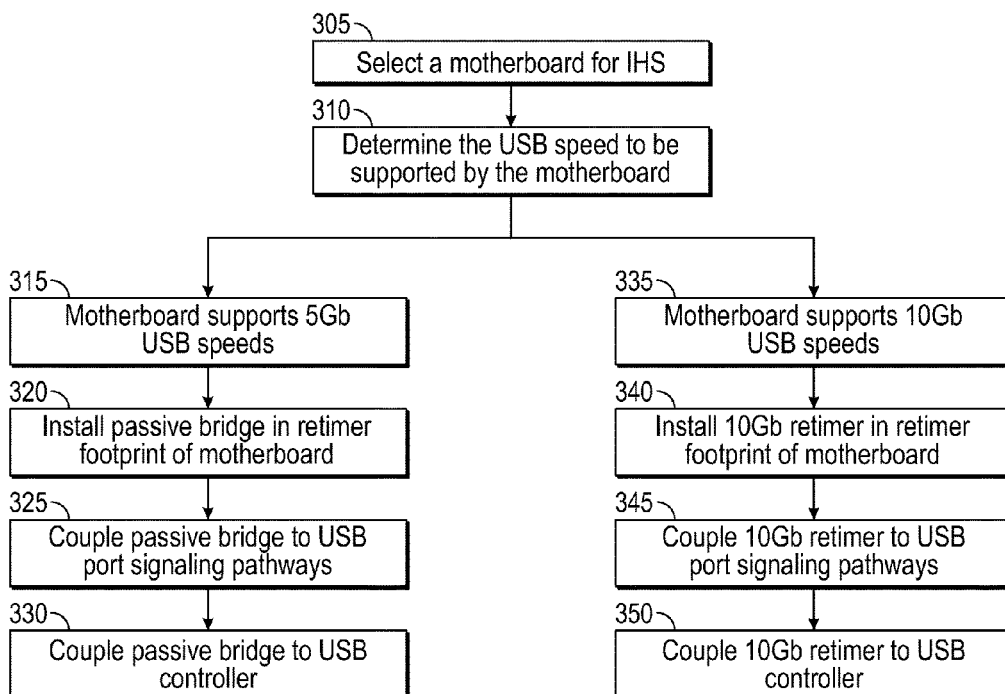 305
Select a motherboard for IHS
310
Determine the USB speed to be
supported by the motherboard
315
Motherboard supports 5Gb
USB speeds
320
Install passive bridge in retimer
footprint of motherboard
325
Couple passive bridge to USB
port signaling pathways
330
Couple passive bridge to USB
controller
335
Motherboard supports 10Gb
USB speeds
340
Install 10Gb retimer in retimer
footprint of motherboard
345
Couple 10Gb retimer to USB
port signaling pathways
350
Couple 10Gb retimer to USB
controller